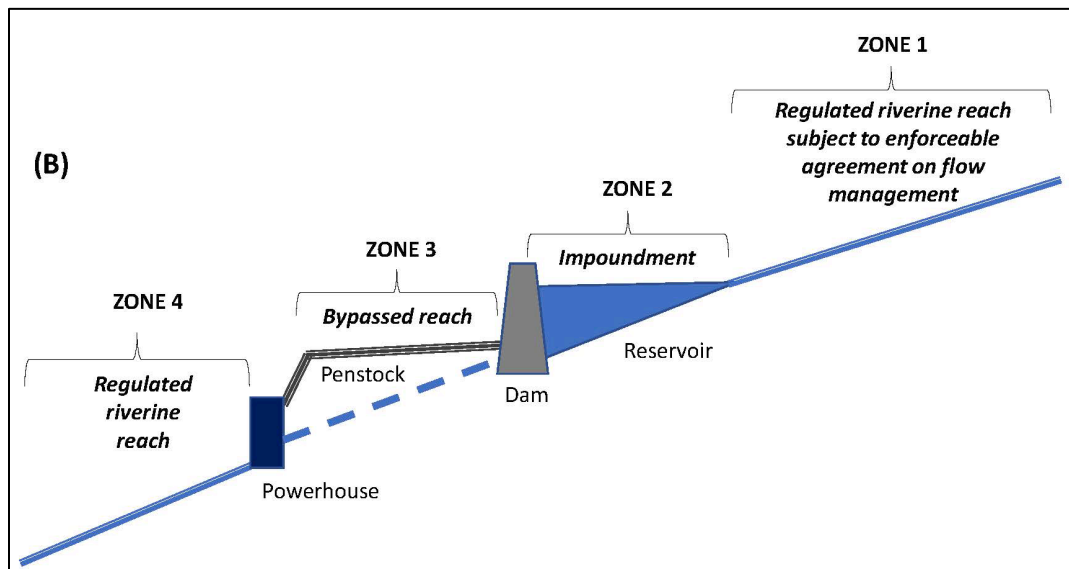 ZONE 1
Regulated riverine reach
subject to enforceable
agreement on flow
management
(B)
ZONE 2
Impoundment
ZONE 3
Bypassed reach
ZONE 4
Regulated
riverine
reach
Penstock
Reservoir
Dam
Powerhouse